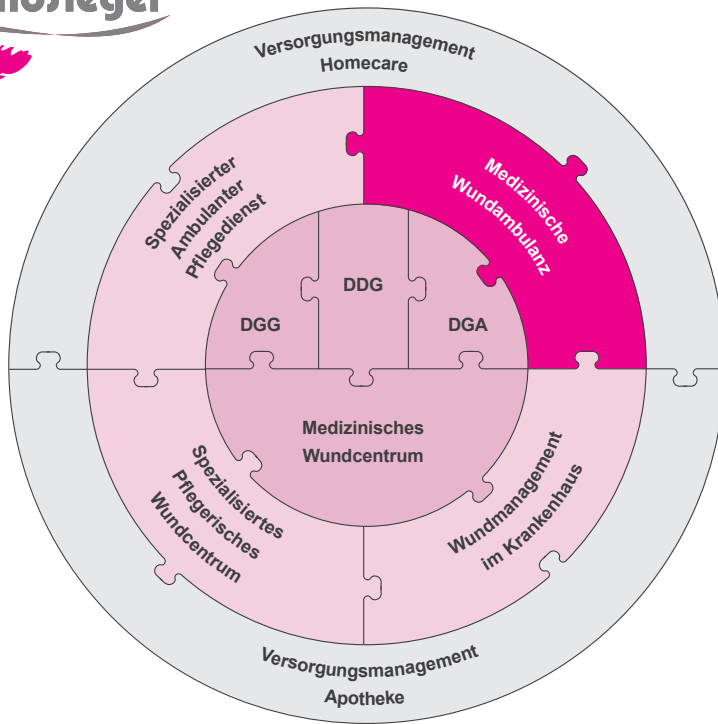 Versorgungsmanagement
Homecare
Spezialisierter
Ambulanter
Pflegedienst
Medizinische
Wundambulanz
DGG
DDG
DGA
Medizinisches
Wundcentrum
Spezialisiertes
Pflegerisches
Wundcentrum
Wundmanagement
im Krankenhaus
Versorgungsmanagement
Apotheke